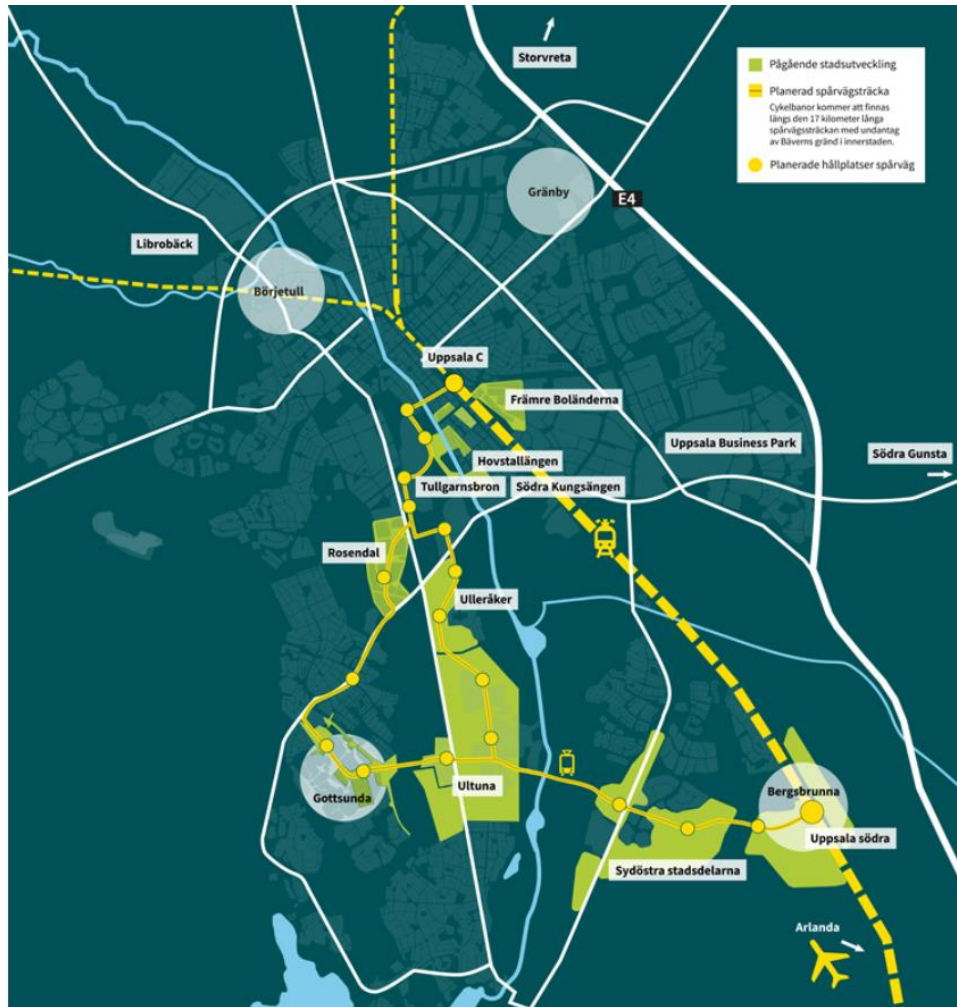 Storvreta
Pågående stadsutveckling
Planerad spårvägsträcka
Cykelbanor kommer att finnas
längs den 17 kilometer långa
spårvägssträckan med undantag
av Bäverns gränd i innerstaden.
Planerade hållplatser spårväg
Gränby
E4
Librobäck
Börjetull
Uppsala C
Främre Boländerna
Uppsala Business Park
Södra Gunsta
Hovstallängen
Tullgarnsbron
Södra Kungsängen
Rosendal
Ulleråker
Ultuna
Gottsunda
Bergsbrunna
Uppsala södra
Sydöstra stadsdelarna
Arlanda